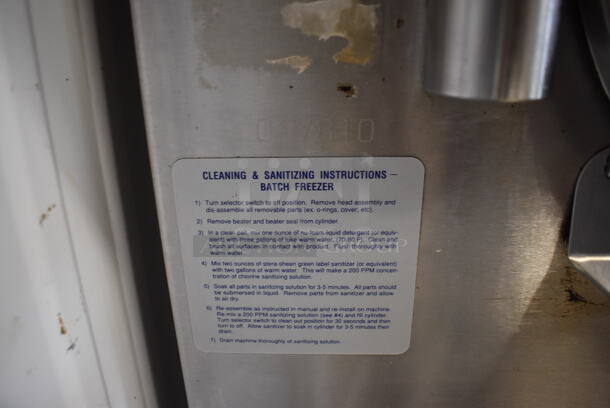 CLEANING & SANITIZING INSTRUCTIONS –
BATCH FREEZER
1) Turn selector switch to off position. Remove head assembly and
dis-assemble all removable parts (ex. o-rings, cover, etc).
2) Remove beater and beater seal from cylinder.
3) In a clean pail, mix one ounce of no-foam liquid detergent (or equiv-
alent) with three gallons of luke warm water, (70-80 F). Clean and
brush all surfaces in contact with product. Flush thoroughly with
warm water.
4) Mix two ounces of stera-sheen green label sanitizer (or equivalent)
with two gallons of warm water. This will make a 200 PPM concen-
tration of chlorine sanitizing solution.
5) Soak all parts in sanitizing solution for 3-5 minutes. All parts should
be submersed in liquid. Remove parts from sanitizer and allow
to air dry.
6) Re-assemble as instructed in manual and re-install on machine.
Re-mix a 200 PPM sanitizing solution (see #4) and fill cylinder.
Turn selector switch to clean out position for 30 seconds and then
turn to off. Allow sanitizer to soak in cylinder for 3-5 minutes then
drain.
7) Drain machine thoroughly of sanitizing solution.